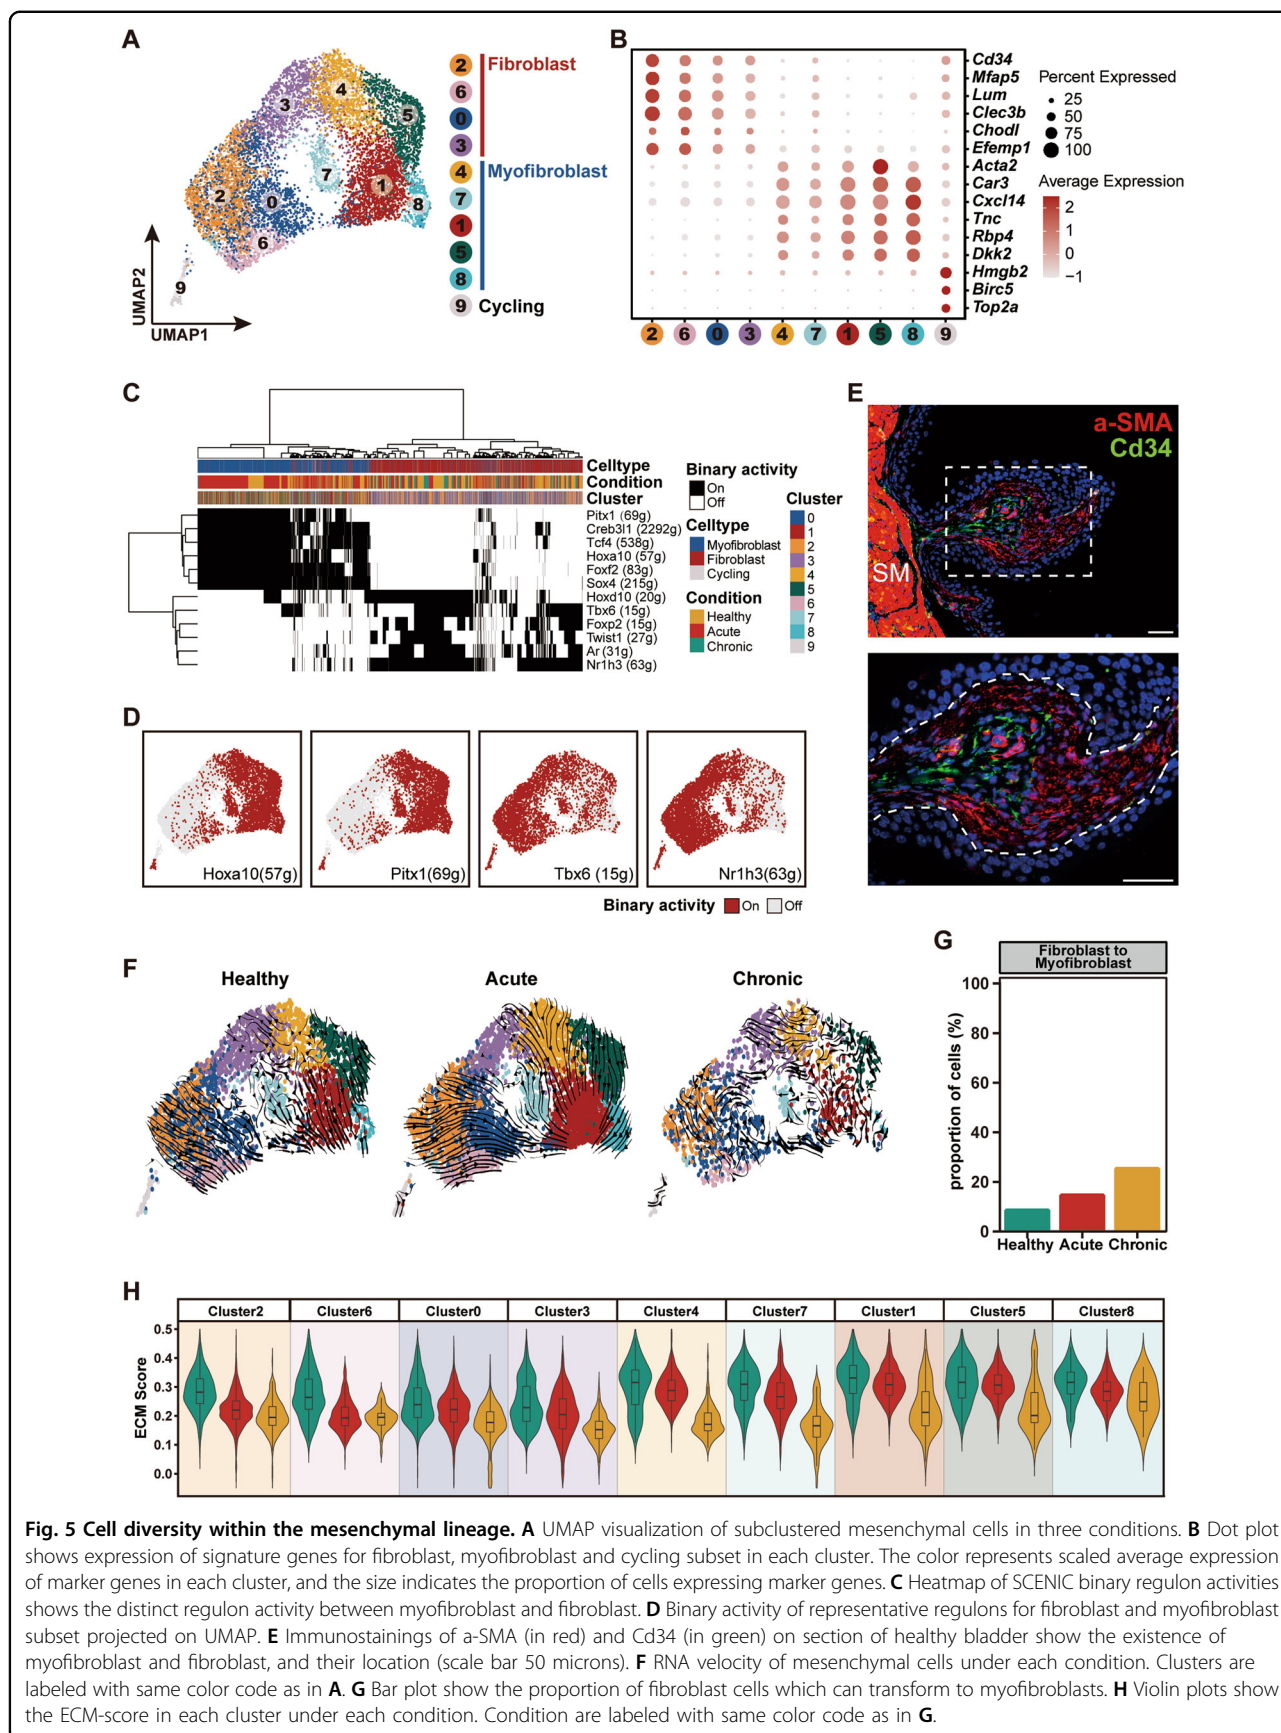 A
2 Fibroblast
6
0
3
4 Myofibroblast
7
1
5
8
9 Cycling
3
4
5
7
1
2
0
8
6
9
UMAP2
UMAP1
B
Cd34
Mfap5
Lum
Clec3b
Chodl
Efemp1
Acta2
Car3
Cxcl14
Tnc
Rbp4
Dkk2
Hmgb2
Birc5
Top2a
2 6 0 3 4 7 1 5 8 9
Percent Expressed
25
50
75
100
Average Expression
2
1
0
−1
C
Celltype
Condition
Cluster
Pitx1 (69g)
Creb3l1 (2292g)
Tcf4 (538g)
Hoxa10 (57g)
Foxf2 (83g)
Sox4 (215g)
Hoxd10 (20g)
Tbx6 (15g)
Foxp2 (15g)
Twist1 (27g)
Ar (31g)
Nr1h3 (63g)
Binary activity
On
Off
Celltype
Myofibroblast
Fibroblast
Cycling
Condition
Healthy
Acute
Chronic
Cluster
0
1
2
3
4
5
6
7
8
9
E
a-SMA
Cd34
SM
D
Hoxa10(57g)
Pitx1(69g)
Tbx6 (15g)
Nr1h3(63g)
Binary activity On Off
F
Healthy Acute Chronic
G
Fibroblast to
Myofibroblast
proportion of cells (%)
100
80
60
40
20
0
Healthy Acute Chronic
H
Cluster2 Cluster6 Cluster0 Cluster3 Cluster4 Cluster7 Cluster1 Cluster5 Cluster8
ECM Score
0.5
0.4
0.3
0.2
0.1
0.0
Fig. 5 Cell diversity within the mesenchymal lineage. A UMAP visualization of subclustered mesenchymal cells in three conditions. B Dot plot
shows expression of signature genes for fibroblast, myofibroblast and cycling subset in each cluster. The color represents scaled average expression
of marker genes in each cluster, and the size indicates the proportion of cells expressing marker genes. C Heatmap of SCENIC binary regulon activities
shows the distinct regulon activity between myofibroblast and fibroblast. D Binary activity of representative regulons for fibroblast and myofibroblast
subset projected on UMAP. E Immunostainings of a-SMA (in red) and Cd34 (in green) on section of healthy bladder show the existence of
myofibroblast and fibroblast, and their location (scale bar 50 microns). F RNA velocity of mesenchymal cells under each condition. Clusters are
labeled with same color code as in A. G Bar plot show the proportion of fibroblast cells which can transform to myofibroblasts. H Violin plots show
the ECM-score in each cluster under each condition. Condition are labeled with same color code as in G.